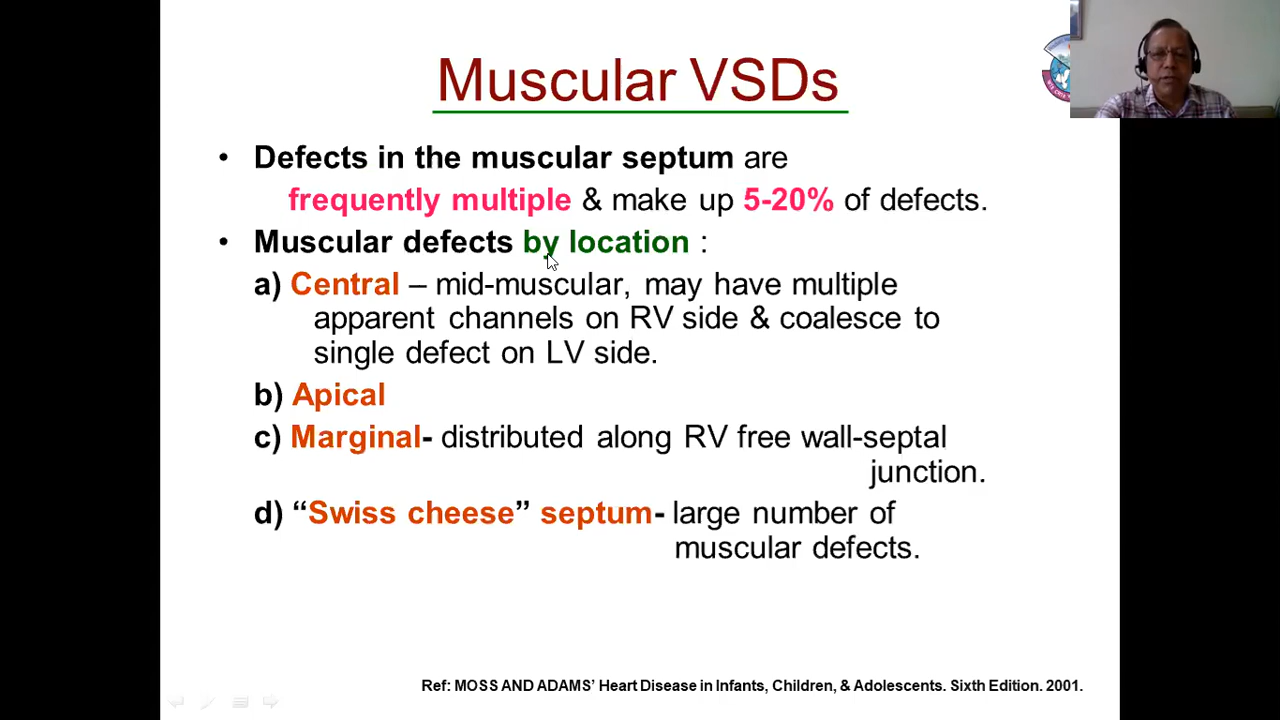 Muscular VSDs
• Defects in the muscular septum are
frequently multiple & make up 5-20% of defects.
• Muscular defects by location :
a) Central – mid-muscular, may have multiple
apparent channels on RV side & coalesce to
single defect on LV side.
b) Apical
c) Marginal- distributed along RV free wall-septal
junction.
d) “Swiss cheese” septum- large number of
muscular defects.
Ref: MOSS AND ADAMS’ Heart Disease in Infants, Children, & Adolescents. Sixth Edition. 2001.